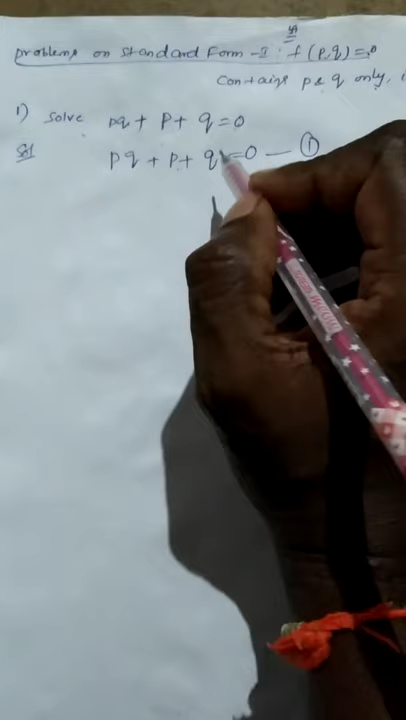 problems on standard Form - I : f(p,q)=0
Contains p & q only,
1) Solve pq + p + q = 0
Sol
pq + p + q = 0 — ①